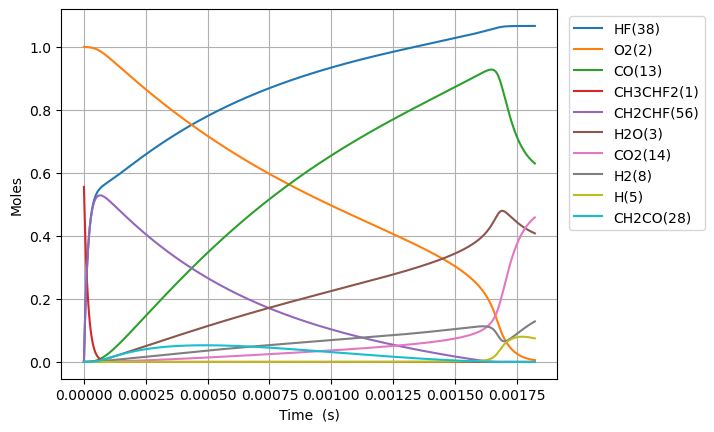 1.0
0.8
0.6
0.4
0.2
0.0
Moles
0.00000 0.00025 0.00050 0.00075 0.00100 0.00125 0.00150 0.00175
Time (s)
HF(38)
O2(2)
CO(13)
CH3CHF2(1)
CH2CHF(56)
H2O(3)
CO2(14)
H2(8)
H(5)
CH2CO(28)